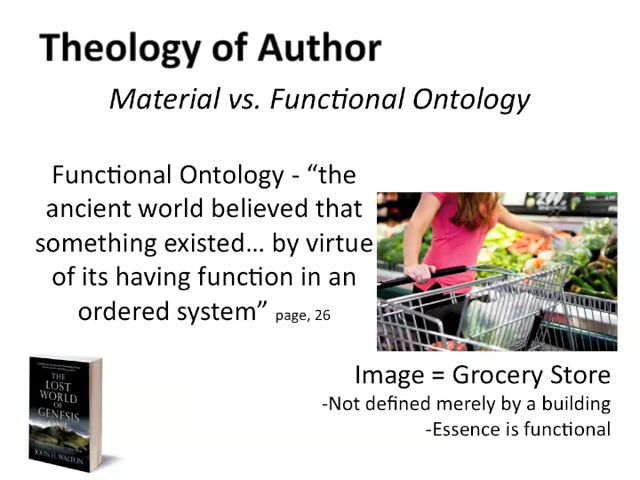 Theology of Author
Material vs. Functional Ontology
Functional Ontology - “the
ancient world believed that
something existed… by virtue
of its having function in an
ordered system” page, 26
Image = Grocery Store
-Not defined merely by a building
-Essence is functional
THE
LOST
WORLD
OF
GENESIS
ONE
JOHN H. WALTON